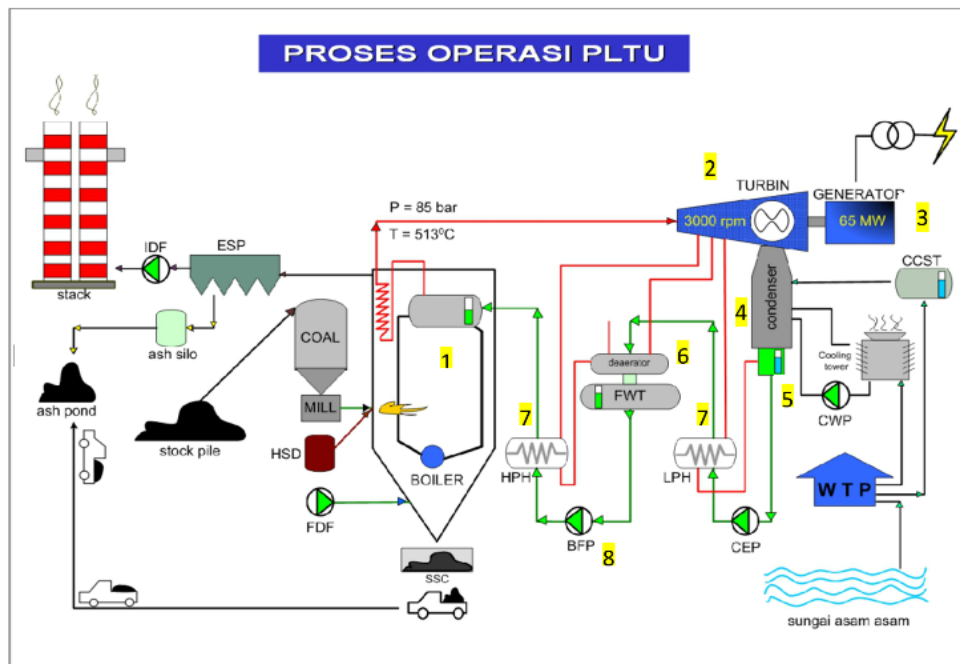 PROSES OPERASI PLTU
2
TURBIN
GENERATOR
3000 rpm
65 MW
3
P = 85 bar
T = 513⁰C
IDF
ESP
stack
CCST
condenser
4
ash silo
COAL
1
deaerator
6
FWT
Cooling
tower
5
CWP
ash pond
MILL
stock pile
HSD
BOILER
7
HPH
7
LPH
WTP
FDF
BFP
8
CEP
SSC
sungai asam asam